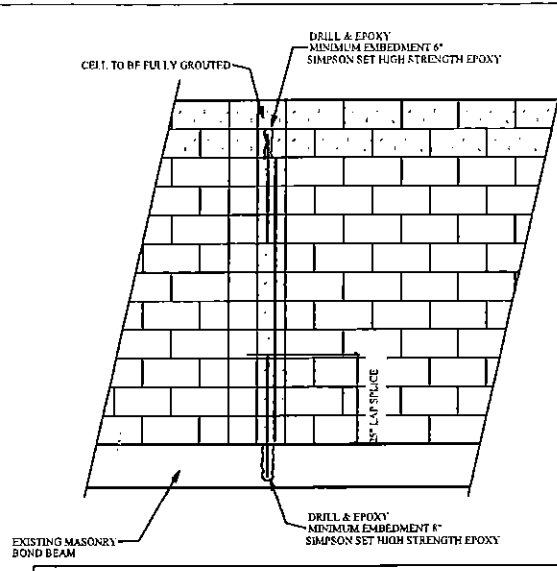 DRILL & EPOXY
MINIMUM EMBEDMENT 6"
SIMPSON SET HIGH STRENGTH EPOXY
CELL TO BE FULLY GROUTED
25" LAP SPLICE
DRILL & EPOXY
MINIMUM EMBEDMENT 8"
SIMPSON SET HIGH STRENGTH EPOXY
EXISTING MASONRY
BOND BEAM